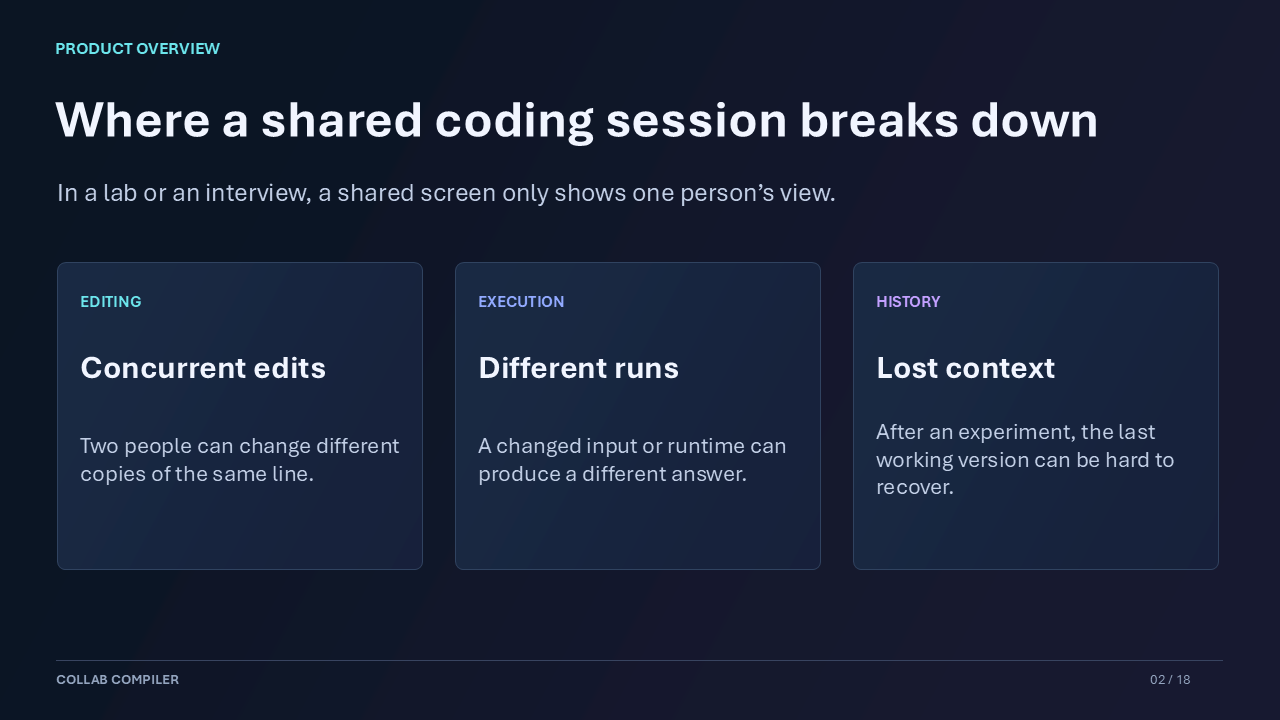 PRODUCT OVERVIEW
Where a shared coding session breaks down
In a lab or an interview, a shared screen only shows one person’s view.
EDITING
Concurrent edits
Two people can change different
copies of the same line.
EXECUTION
Different runs
A changed input or runtime can
produce a different answer.
HISTORY
Lost context
After an experiment, the last
working version can be hard to
recover.
COLLAB COMPILER
02 / 18